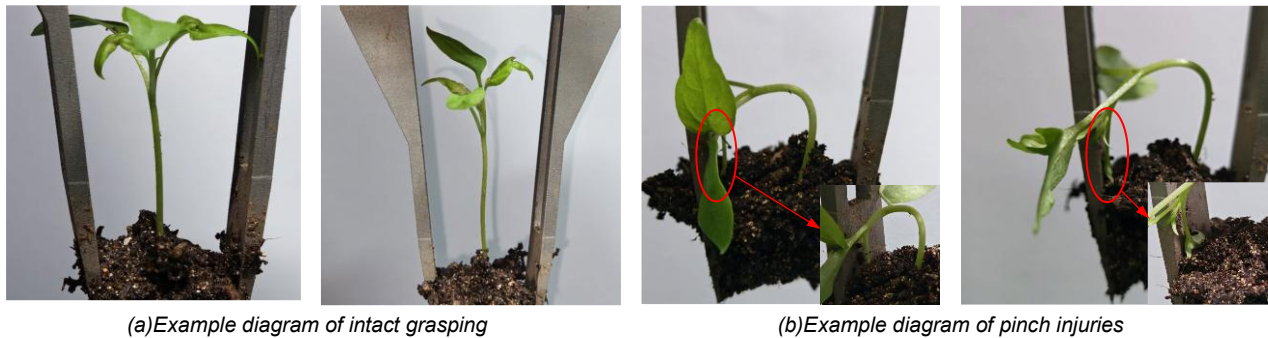 (a)Example diagram of intact grasping
(b)Example diagram of pinch injuries